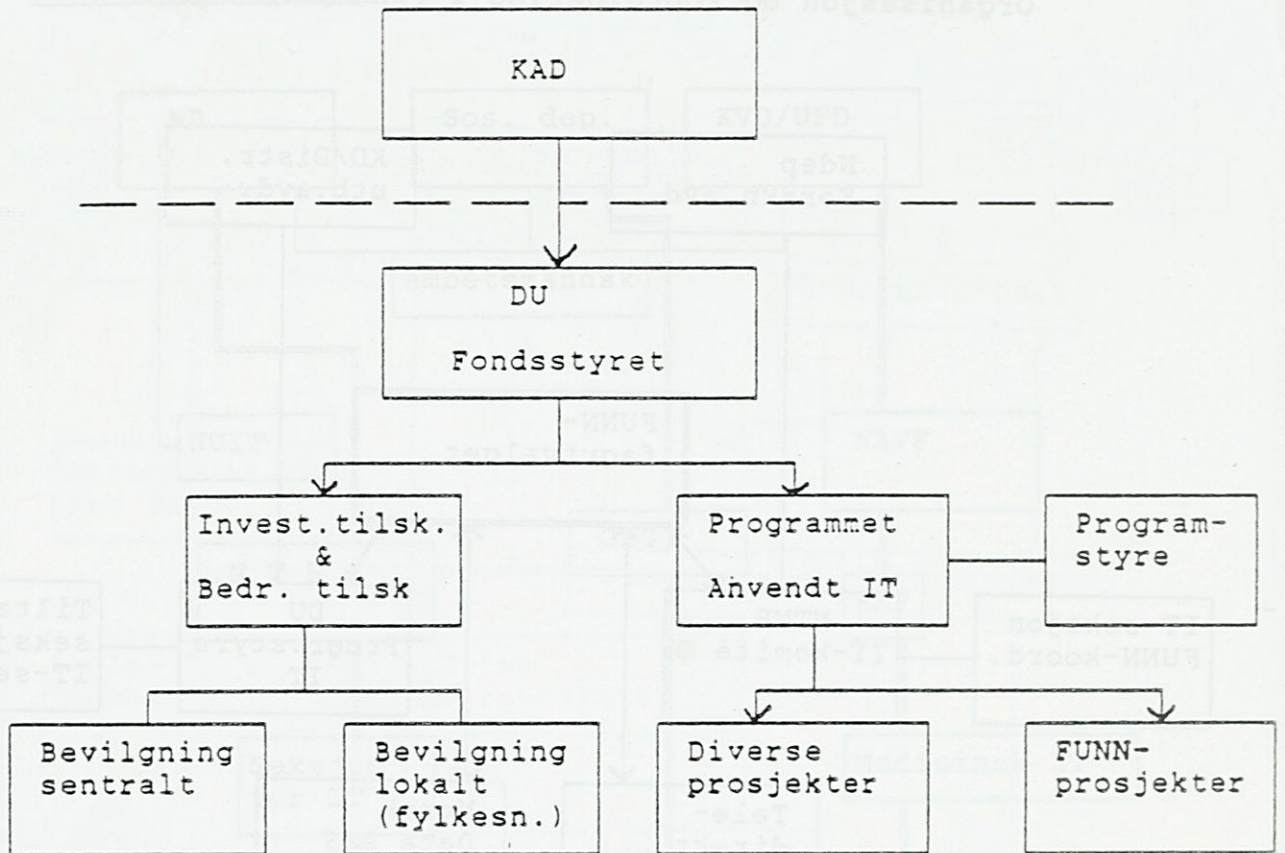 KAD
DU
Fondsstyret
Invest.tilsk.
&
Bedr. tilsk
Programmet
Anvendt IT
Program-
styre
Bevilgning
sentralt
Bevilgning
lokalt
(fylkesn.)
Diverse
prosjekter
FUNN-
prosjekter